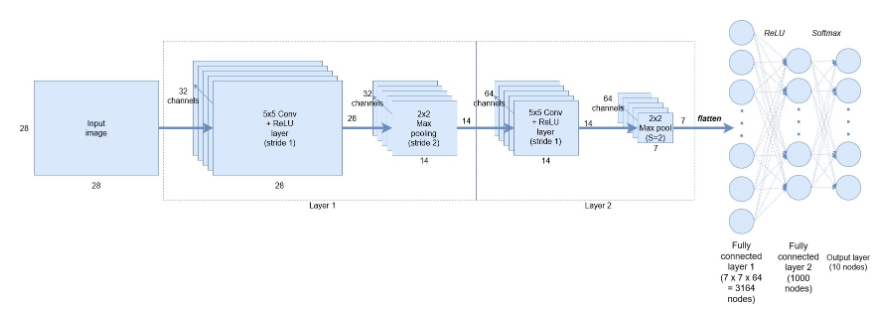 ReLU
Softmax
32
channels
32
channels
64
channels
64
channels
28
Input
image
28
5x5 Conv
+ ReLU
layer
(stride 1)
28
28
2x2
Max
pooling
(stride 2)
14
14
5x5 Conv
+ ReLU
layer
(stride 1)
14
14
2x2
Max pool
(S=2)
7
7
flatten
Layer 1
Layer 2
Fully
connected
layer 1
(7 x 7 x 64
= 3164
nodes)
Fully
connected
layer 2
(1000
nodes)
Output layer
(10 nodes)